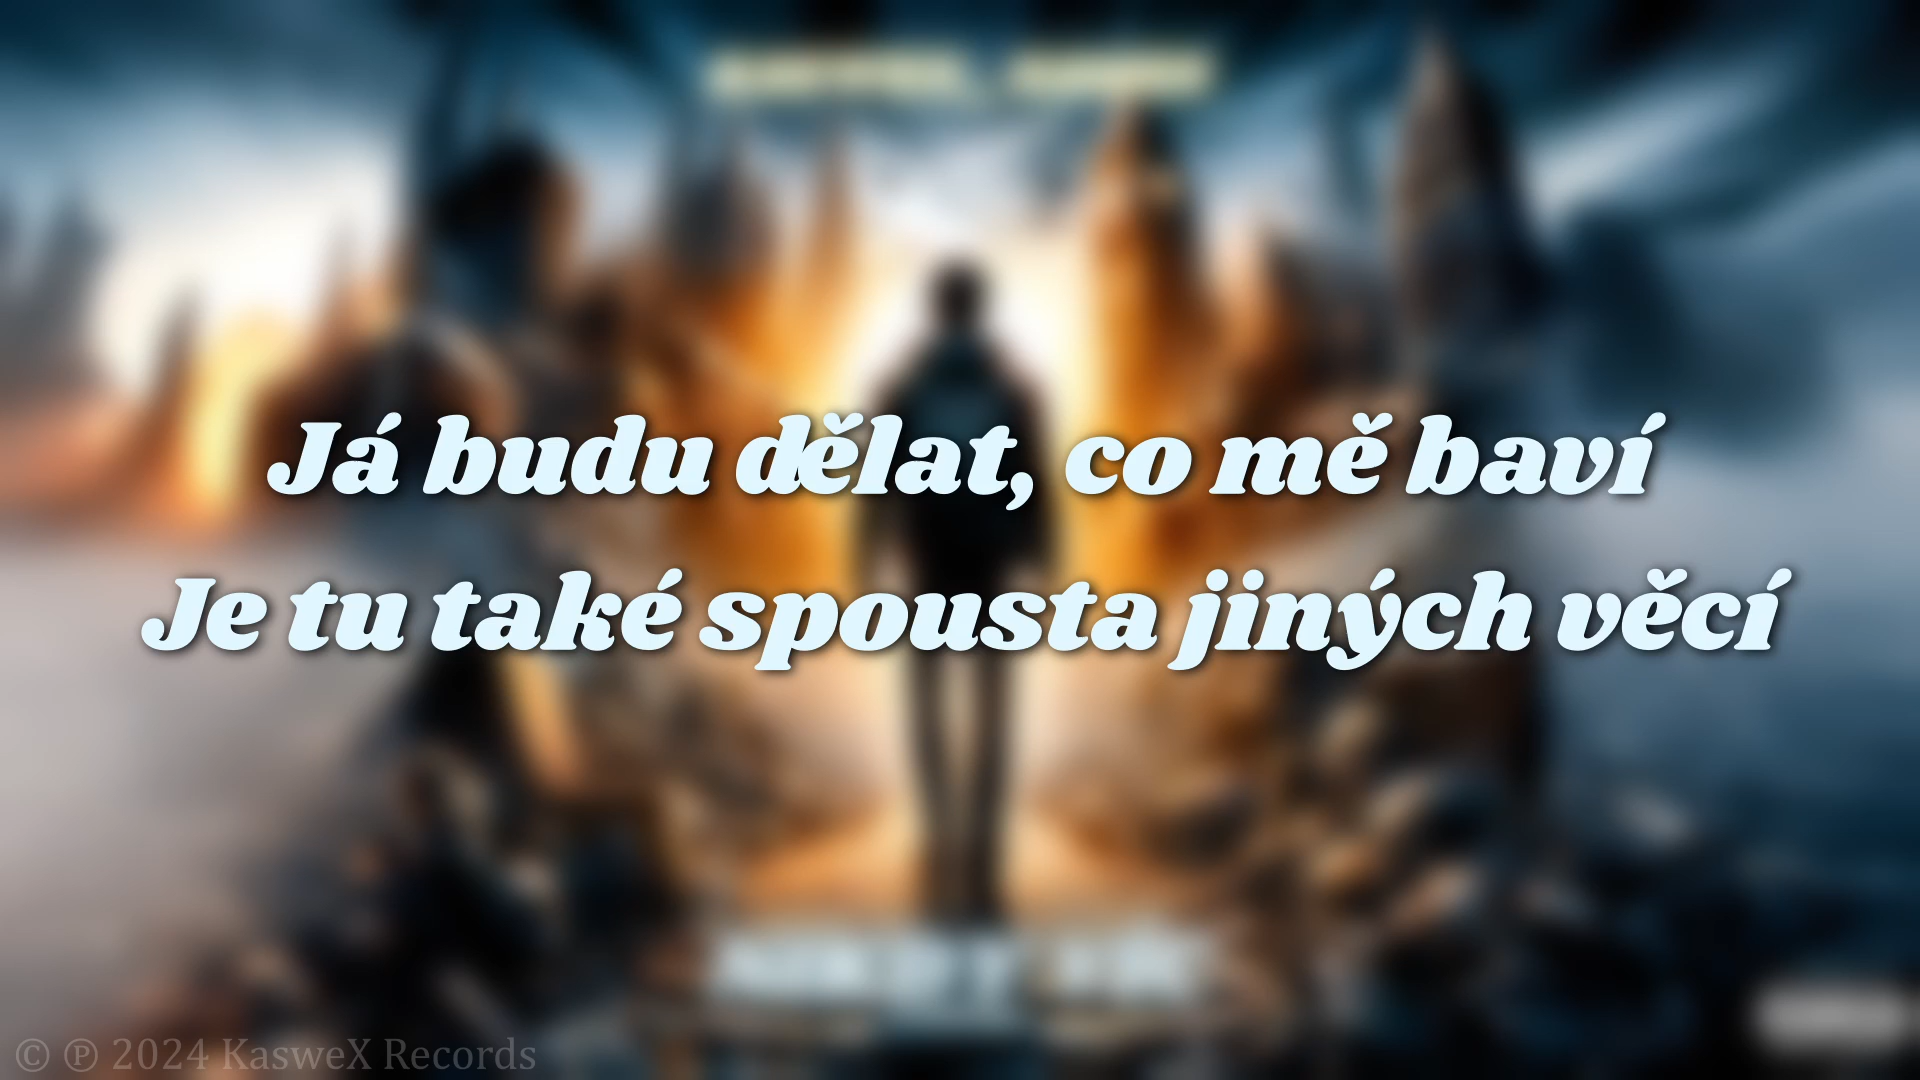 Já budu dělat, co mě baví
Je tu také spousta jiných věcí
© ℗ 2024 KasweX Records